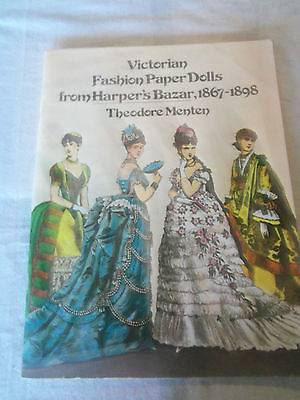 Victorian
Fashion Paper Dolls
from Harper's Bazar, 1867-1898
Theodore Menten